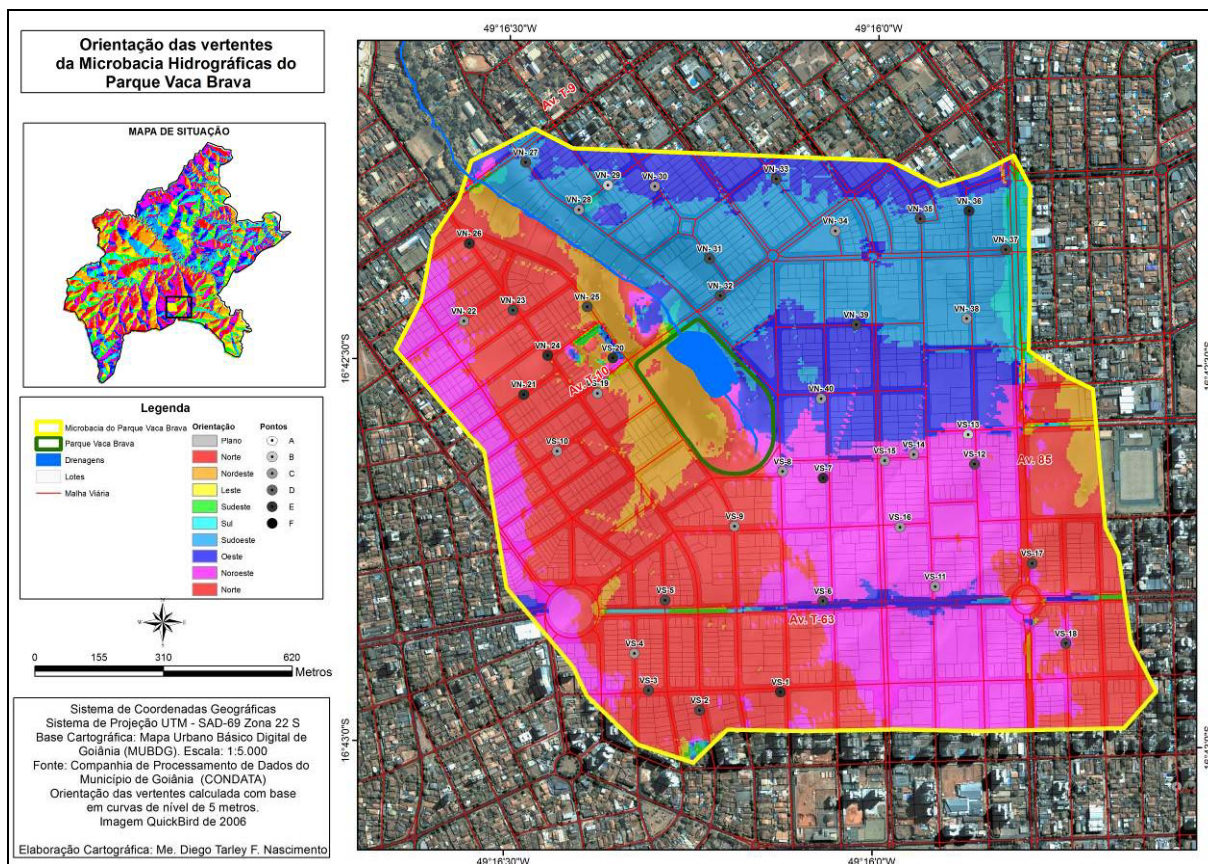 Orientação das vertentes
da Microbacia Hidrográficas do
Parque Vaca Brava
MAPA DE SITUAÇÃO
Legenda
Microbacia do Parque Vaca Brava
Parque Vaca Brava
Drenagens
Lotes
Malha Viária
Orientação
Plano
Norte
Nordeste
Leste
Sudeste
Sul
Sudoeste
Oeste
Noroeste
Norte
Pontos
A
B
C
D
E
F
N
W
E
S
0 155 310 620
Metros
Sistema de Coordenadas Geográficas
Sistema de Projeção UTM - SAD-69 Zona 22 S
Base Cartográfica: Mapa Urbano Básico Digital de
Goiânia (MUBDG). Escala: 1:5.000
Fonte: Companhia de Processamento de Dados do
Município de Goiânia (CONDATA)
Orientação das vertentes calculada com base
em curvas de nível de 5 metros.
Imagem QuickBird de 2006
Elaboração Cartográfica: Me. Diego Tarley F. Nascimento
49°16'30"W 49°16'0"W
Av. T-9
VN- 27
VN- 29
VN- 30
VN- 33
VN- 28
VN- 34
VN- 35
VN- 36
VN- 26
VN- 31
VN- 37
VN- 32
VN- 23
VN- 25
VN- 22
VN- 39
VN- 38
16°42'30"S
VN- 24
VS- 20
Av. T-10
VN- 21
VN- 40
VS- 10
VS- 13
VS- 14
VS- 15
VS- 12
VS- 8
VS- 7
Av. 85
VS- 9
VS- 16
VS- 17
VS- 11
VS- 5
VS- 6
Av. T-63
VS- 4
VS- 18
VS- 3
VS- 1
VS- 2
16°43'0"S
49°16'30"W 49°16'0"W